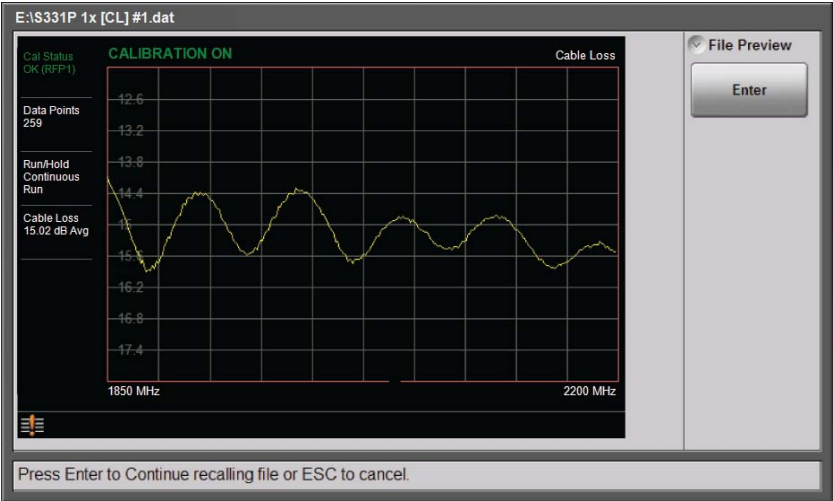 E:\S331P 1x [CL] #1.dat
Cal Status
OK (RFP1)
CALIBRATION ON
Cable Loss
Data Points
259
Run/Hold
Continuous
Run
Cable Loss
15.02 dB Avg
12.6
13.2
13.8
14.4
15
15.6
16.2
16.8
17.4
1850 MHz
2200 MHz
File Preview
Enter
Press Enter to Continue recalling file or ESC to cancel.